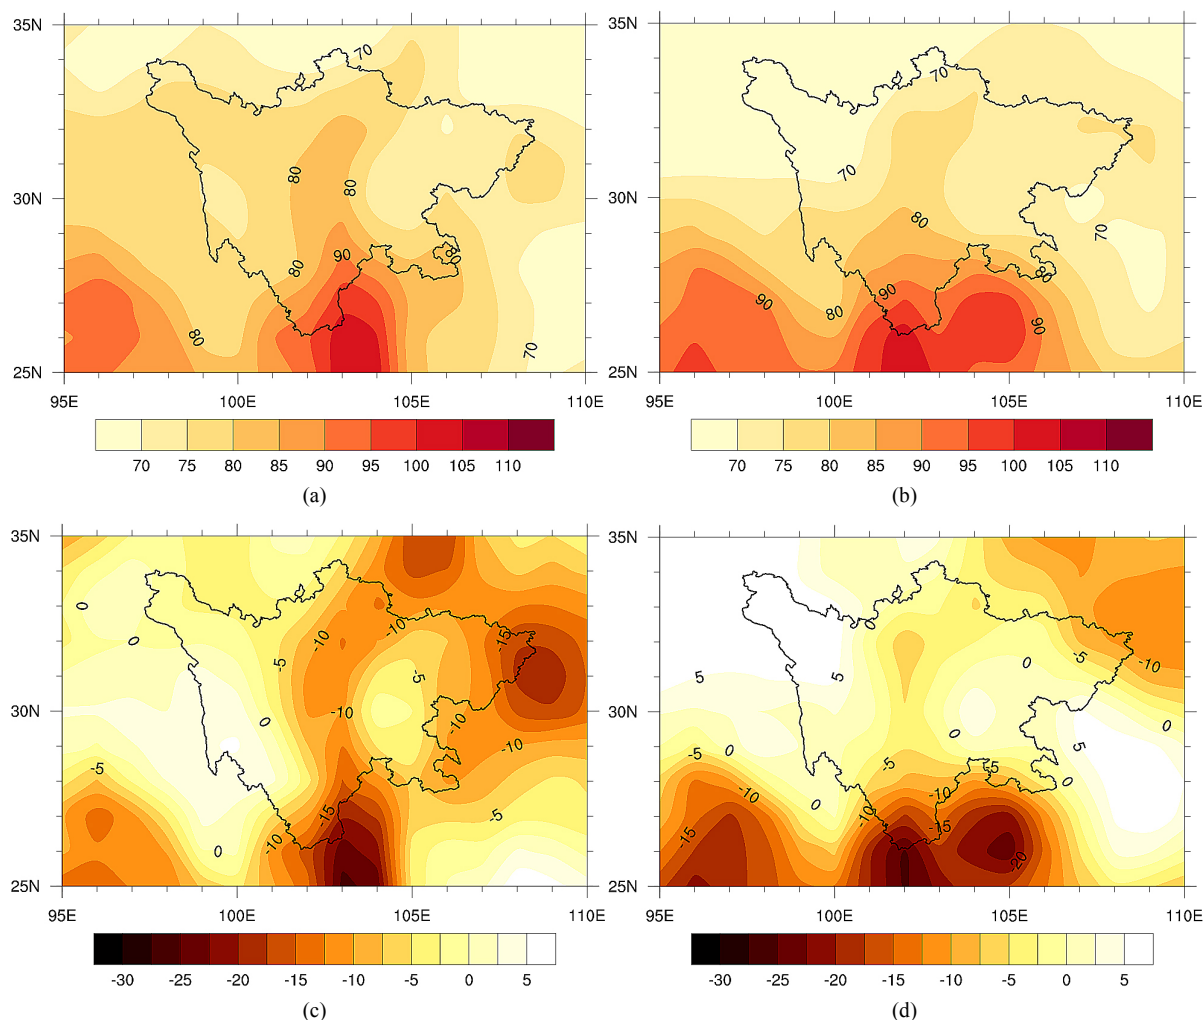 35N 35N
70 70
80 80 70
30N 30N
80 70
80 90 80 80
90 80
80 90 80 90
70
25N 25N
95E 100E 105E 110E 95E 100E 105E 110E
70 75 80 85 90 95 100 105 110 70 75 80 85 90 95 100 105 110
(a) (b)
35N 35N
0 0
0 -10 -10 -15 -5 -10
-5 -5 5 5 0
30N 0 -10 -10 30N 0 0
-5 -10 -5 0 -5 5
-10 -5 -5 0
-15 -5 -10 0 -10 -15
-10 0 -15 -20
25N 25N
95E 100E 105E 110E 95E 100E 105E 110E
-30 -25 -20 -15 -10 -5 0 5 -30 -25 -20 -15 -10 -5 0 5
(c) (d)